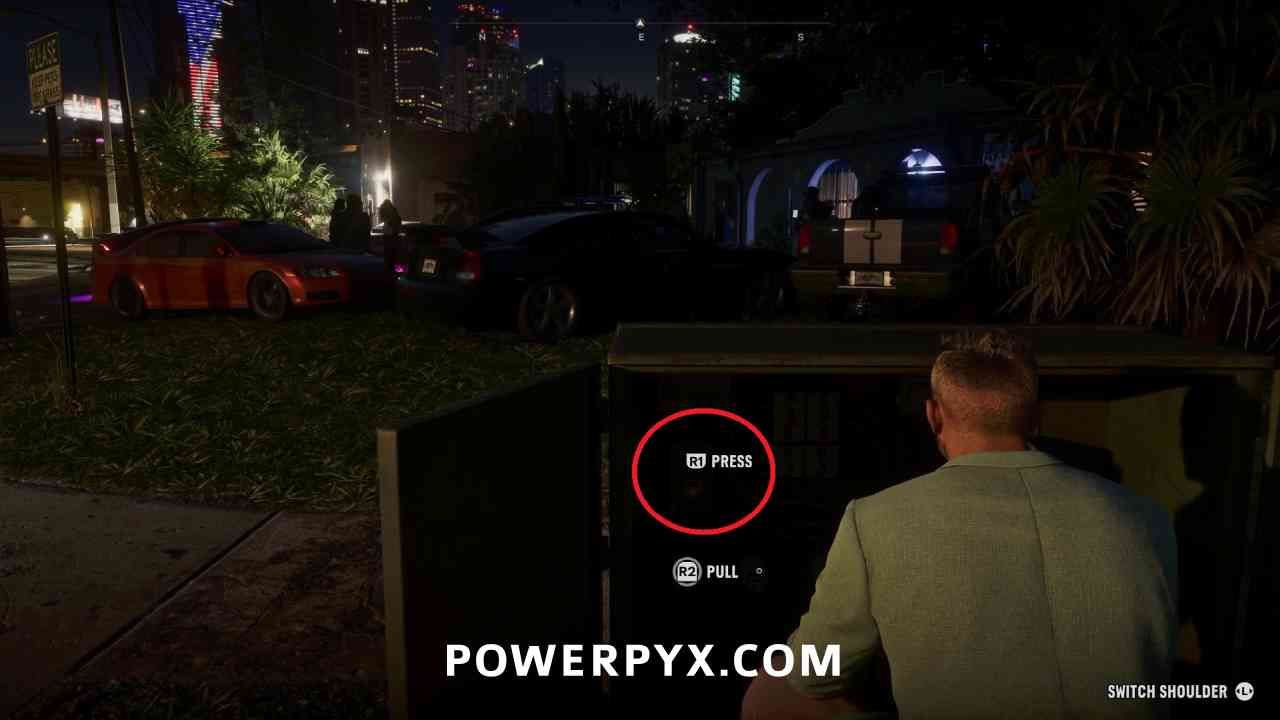 E
S
PLEASE
R1 PRESS
R2 PULL
POWERPYX.COM
SWITCH SHOULDER L